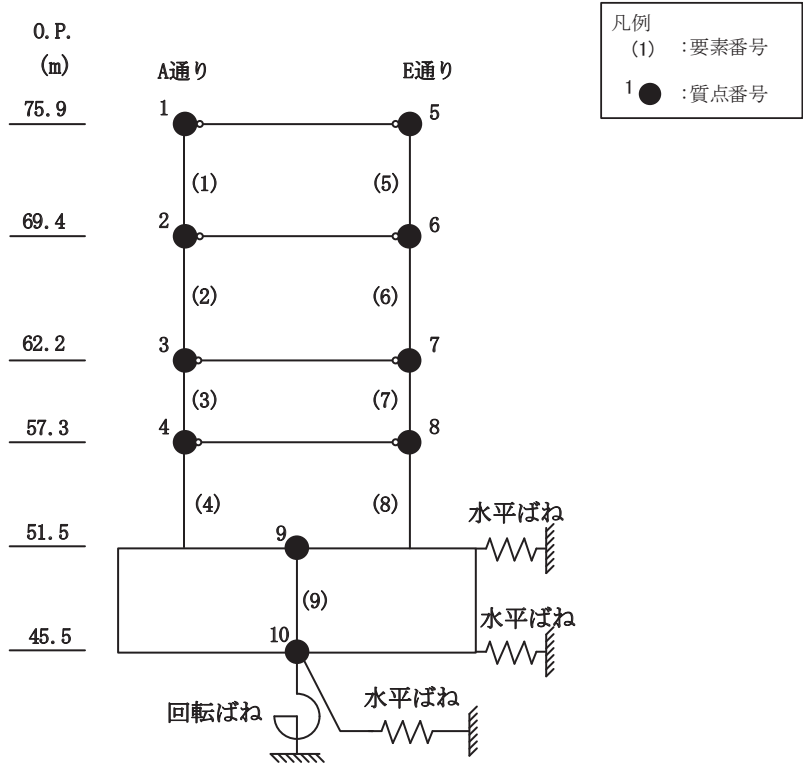 凡例
(1) :要素番号
1 :質点番号
O.P.
(m)
A通り E通り
75.9 1 5
(1) (5)
69.4 2 6
(2) (6)
62.2 3 7
(3) (7)
57.3 4 8
(4) (8)
水平ばね
51.5 9
(9)
水平ばね
45.5 10
回転ばね 水平ばね